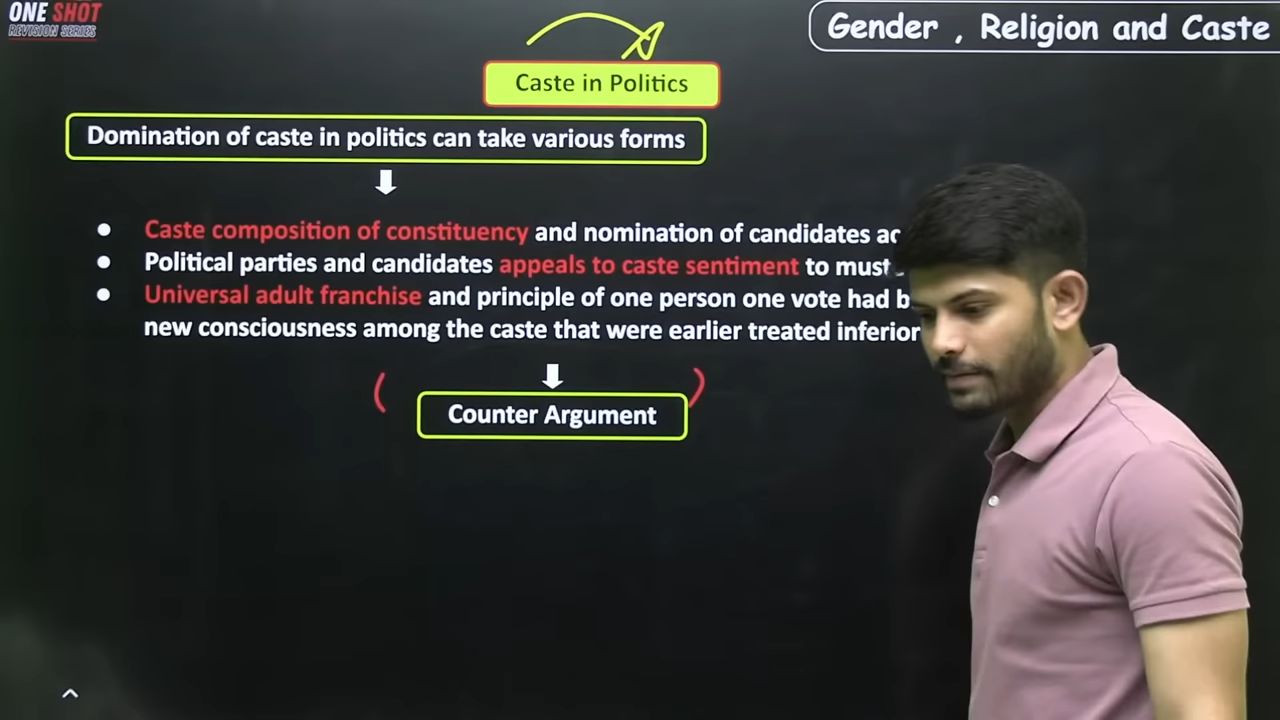 ONE SHOT
REVISION SERIES
Gender , Religion and Caste
Caste in Politics
Domination of caste in politics can take various forms
● Caste composition of constituency and nomination of candidates
● Political parties and candidates appeals to caste sentiment to
● Universal adult franchise and principle of one person one vote had
new consciousness among the caste that were earlier treated inferior
Counter Argument